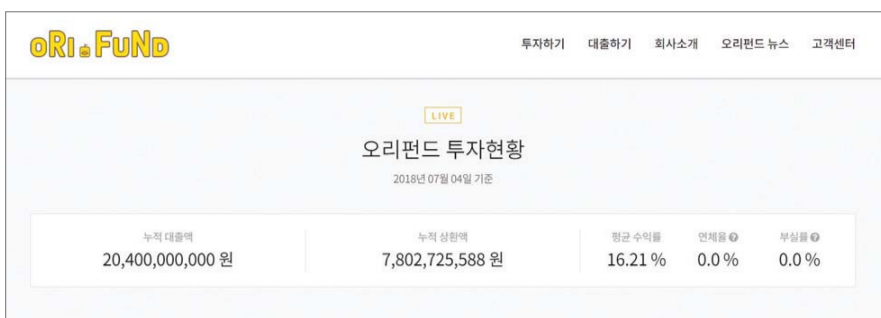 ORI FUND
투자하기 대출하기 회사소개 오리펀드 뉴스 고객센터
LIVE
오리펀드 투자현황
2018년 07월 04일 기준
누적 대출액 누적 상환액 평균 수익률 연체율 부실률
20,400,000,000 원 7,802,725,588 원 16.21 % 0.0 % 0.0 %